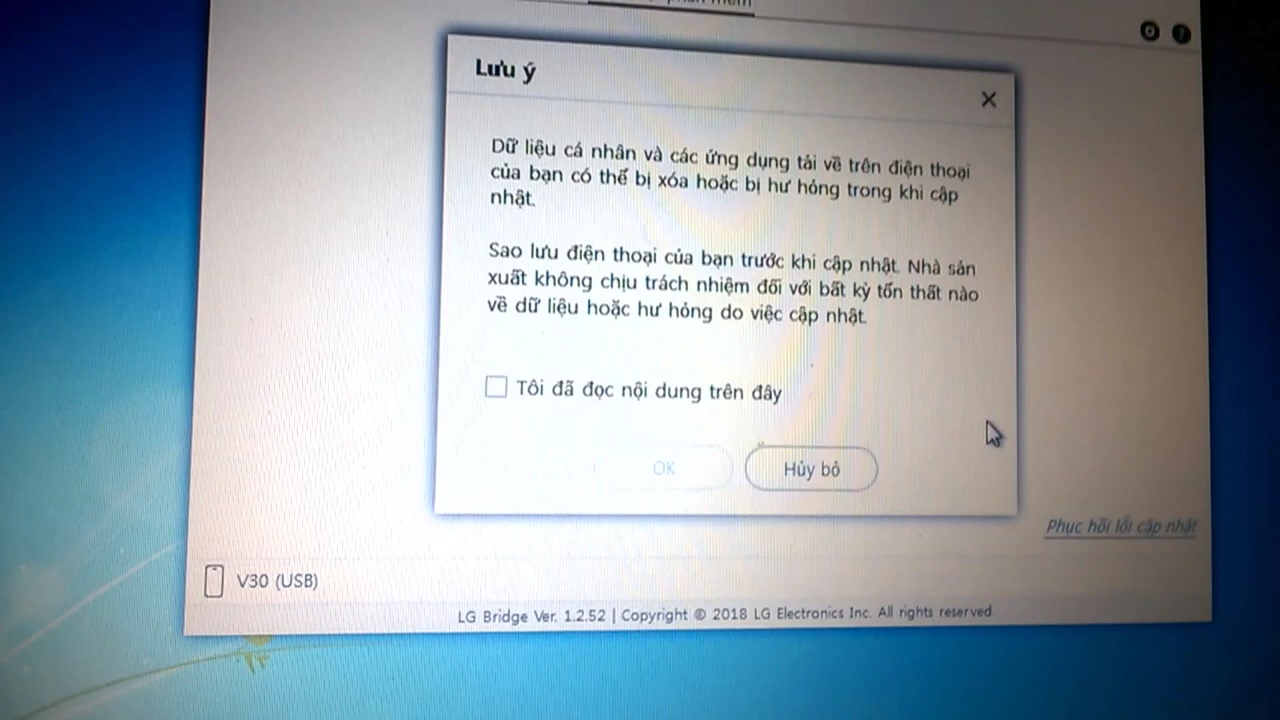 Lưu ý
Dữ liệu cá nhân và các ứng dụng tải về trên điện thoại
của bạn có thể bị xóa hoặc bị hư hỏng trong khi cập
nhật.
Sao lưu điện thoại của bạn trước khi cập nhật. Nhà sản
xuất không chịu trách nhiệm đối với bất kỳ tổn thất nào
về dữ liệu hoặc hư hỏng do việc cập nhật.
Tôi đã đọc nội dung trên đây
OK
Hủy bỏ
Phục hồi lỗi cập nhật
V30 (USB)
LG Bridge Ver. 1.2.52 | Copyright © 2018 LG Electronics Inc. All rights reserved.